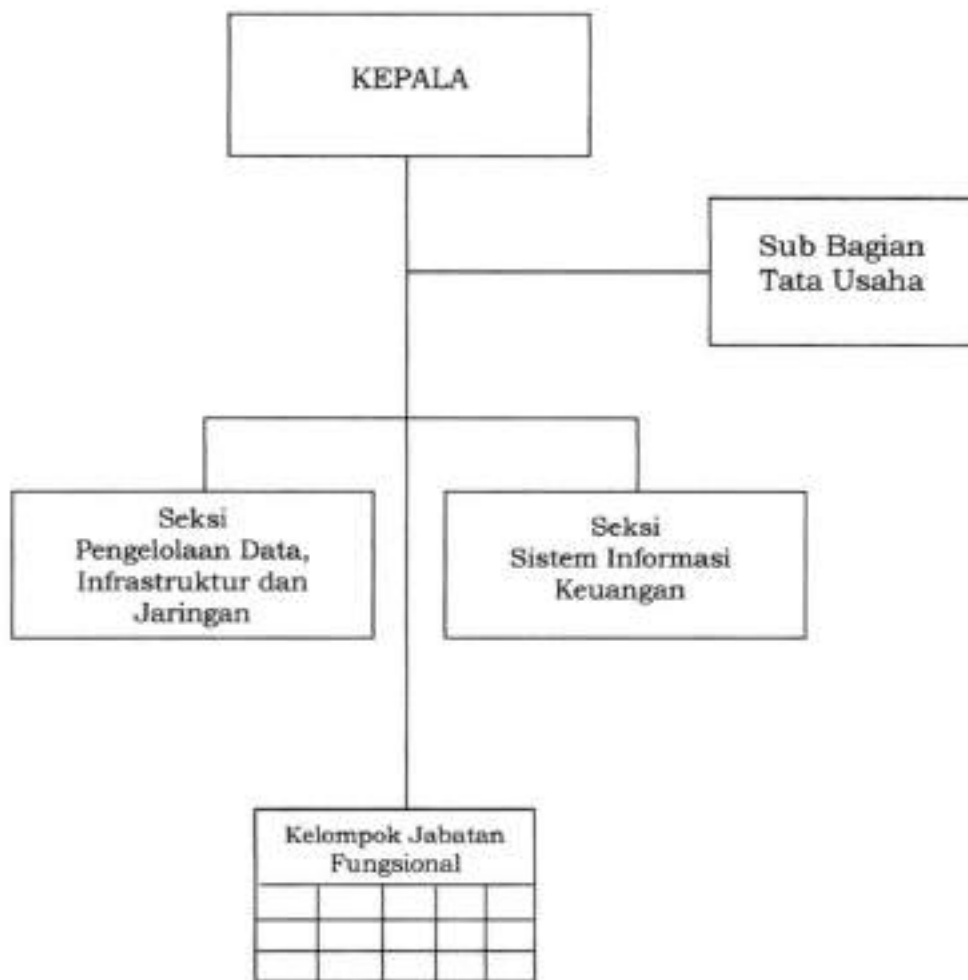 KEPALA
Sub Bagian
Tata Usaha
Seksi
Pengelolaan Data,
Infrastruktur dan
Jaringan
Seksi
Sistem Informasi
Keuangan
Kelompok Jabatan
Fungsional